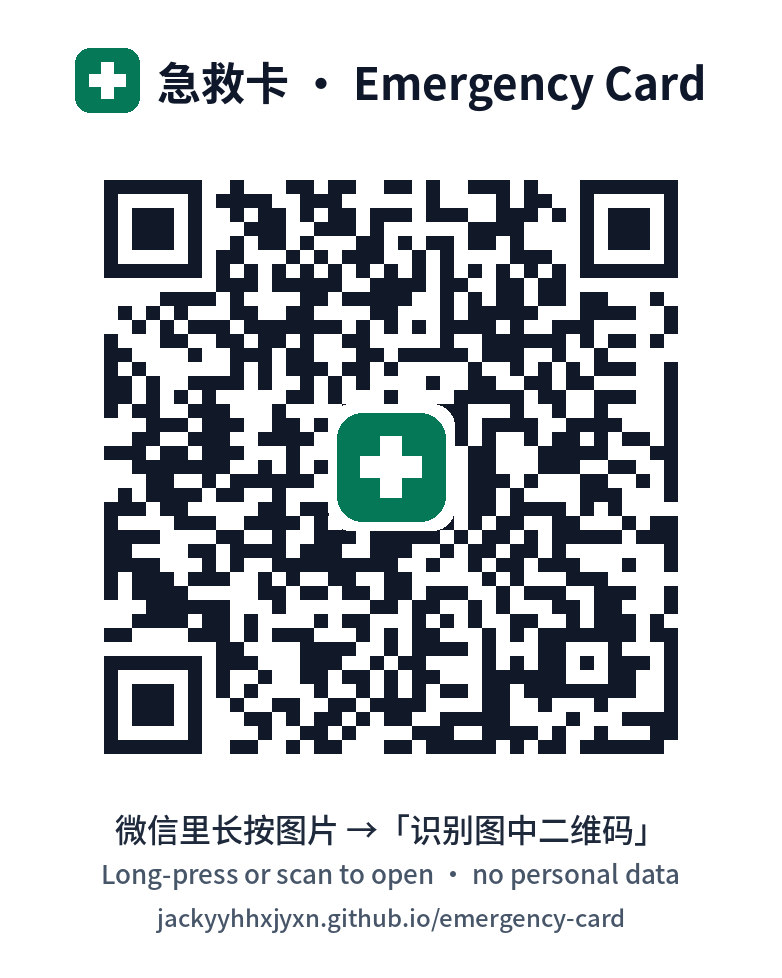 急救卡 · Emergency Card
微信里长按图片 →「识别图中二维码」
Long-press or scan to open · no personal data
jackyyhhxjyxn.github.io/emergency-card